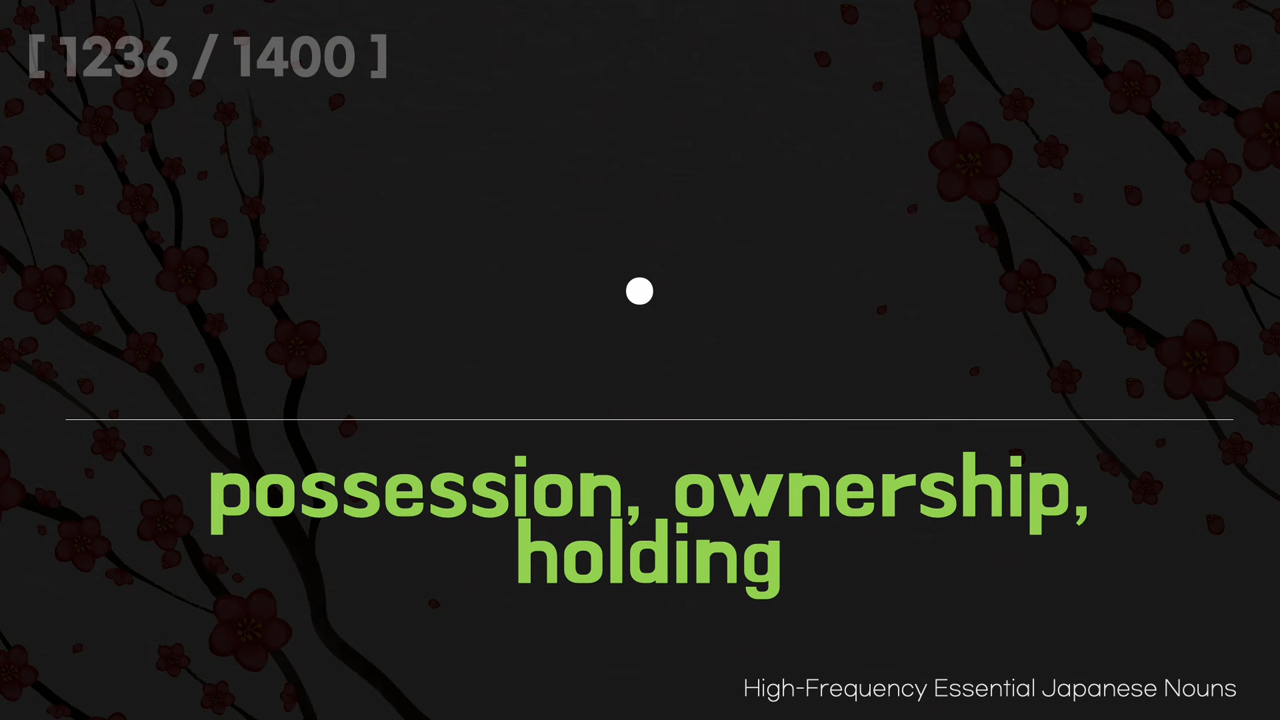 [ 1236 / 1400 ]
possession, ownership,
holding
High-Frequency Essential Japanese Nouns